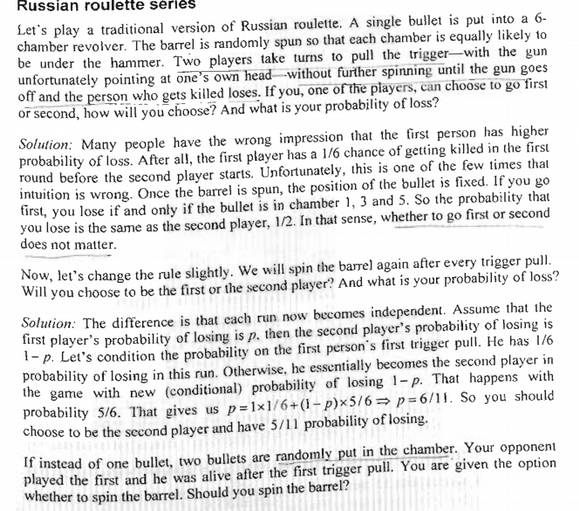 Russian roulette series
Let's play a traditional version of Russian roulette. A single bullet is put into a 6-
chamber revolver. The barrel is randomly spun so that each chamber is equally likely to
be under the hammer. Two players take turns to pull the trigger—with the gun
unfortunately pointing at one's own head—without further spinning until the gun goes
off and the person who gets killed loses. If you, one of the players, can choose to go first
or second, how will you choose? And what is your probability of loss?
Solution: Many people have the wrong impression that the first person has higher
probability of loss. After all, the first player has a 1/6 chance of getting killed in the first
round before the second player starts. Unfortunately, this is one of the few times that
intuition is wrong. Once the barrel is spun, the position of the bullet is fixed. If you go
first, you lose if and only if the bullet is in chamber 1, 3 and 5. So the probability that
you lose is the same as the second player, 1/2. In that sense, whether to go first or second
does not matter.
Now, let's change the rule slightly. We will spin the barrel again after every trigger pull.
Will you choose to be the first or the second player? And what is your probability of loss?
Solution: The difference is that each run now becomes independent. Assume that the
first player's probability of losing is p, then the second player's probability of losing is
1- p. Let's condition the probability on the first person's first trigger pull. He has 1/6
probability of losing in this run. Otherwise, he essentially becomes the second player in
the game with new (conditional) probability of losing 1- p. That happens with
probability 5/6. That gives us p=1×1/6+(1-p)×5/6⇒ p=6/11. So you should
choose to be the second player and have 5/11 probability of losing.
If instead of one bullet, two bullets are randomly put in the chamber. Your opponent
played the first and he was alive after the first trigger pull. You are given the option
whether to spin the barrel. Should you spin the barrel?